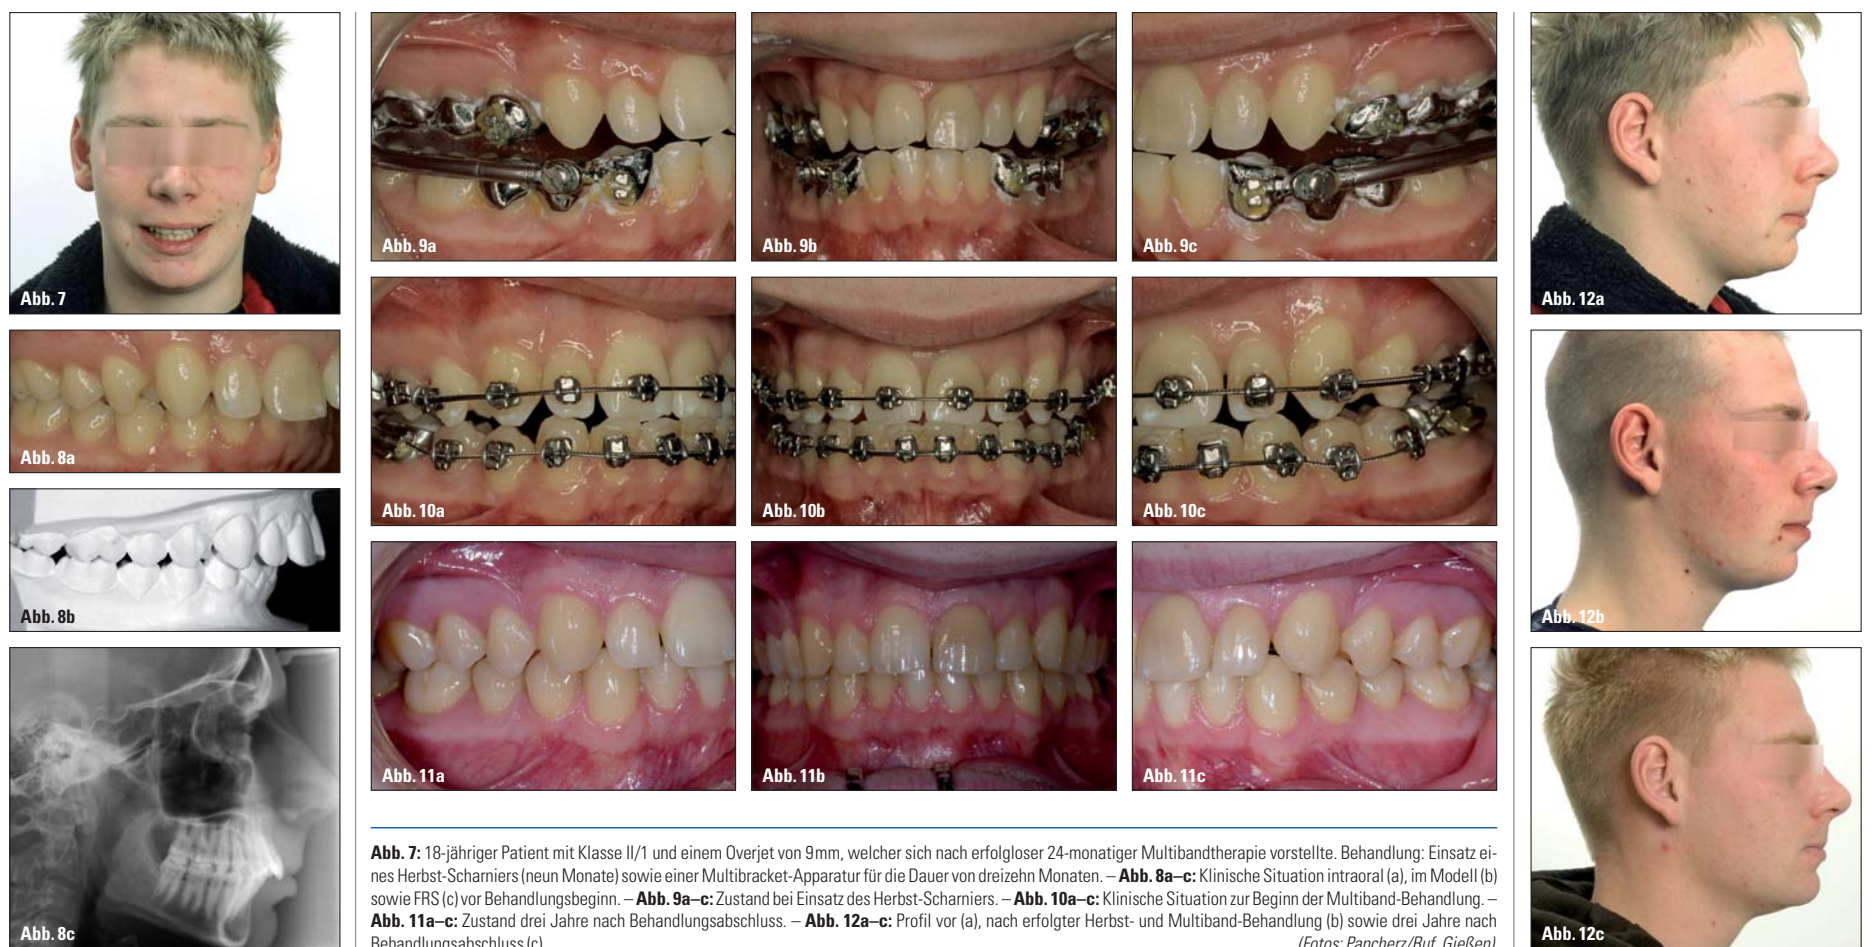 Abb. 7
Abb. 8a
Abb. 8b
Abb. 8c
Abb. 9a
Abb. 9b
Abb. 9c
Abb. 10a
Abb. 10b
Abb. 10c
Abb. 11a
Abb. 11b
Abb. 11c
Abb. 7: 18-jähriger Patient mit Klasse II/1 und einem Overjet von 9mm, welcher sich nach erfolgloser 24-monatiger Multibandtherapie vorstellte. Behandlung: Einsatz ei-
nes Herbst-Scharniers (neun Monate) sowie einer Multibracket-Apparatur für die Dauer von dreizehn Monaten. – Abb. 8a–c: Klinische Situation intraoral (a), im Modell (b)
sowie FRS (c) vor Behandlungsbeginn. – Abb. 9a–c: Zustand bei Einsatz des Herbst-Scharniers. – Abb. 10a–c: Klinische Situation zur Beginn der Multiband-Behandlung. –
Abb. 11a–c: Zustand drei Jahre nach Behandlungsabschluss. – Abb. 12a–c: Profil vor (a), nach erfolgter Herbst- und Multiband-Behandlung (b) sowie drei Jahre nach
Behandlungsabschluss (c). (Fotos: Pancherz/Ruf, Gießen)
Abb. 12a
Abb. 12b
Abb. 12c